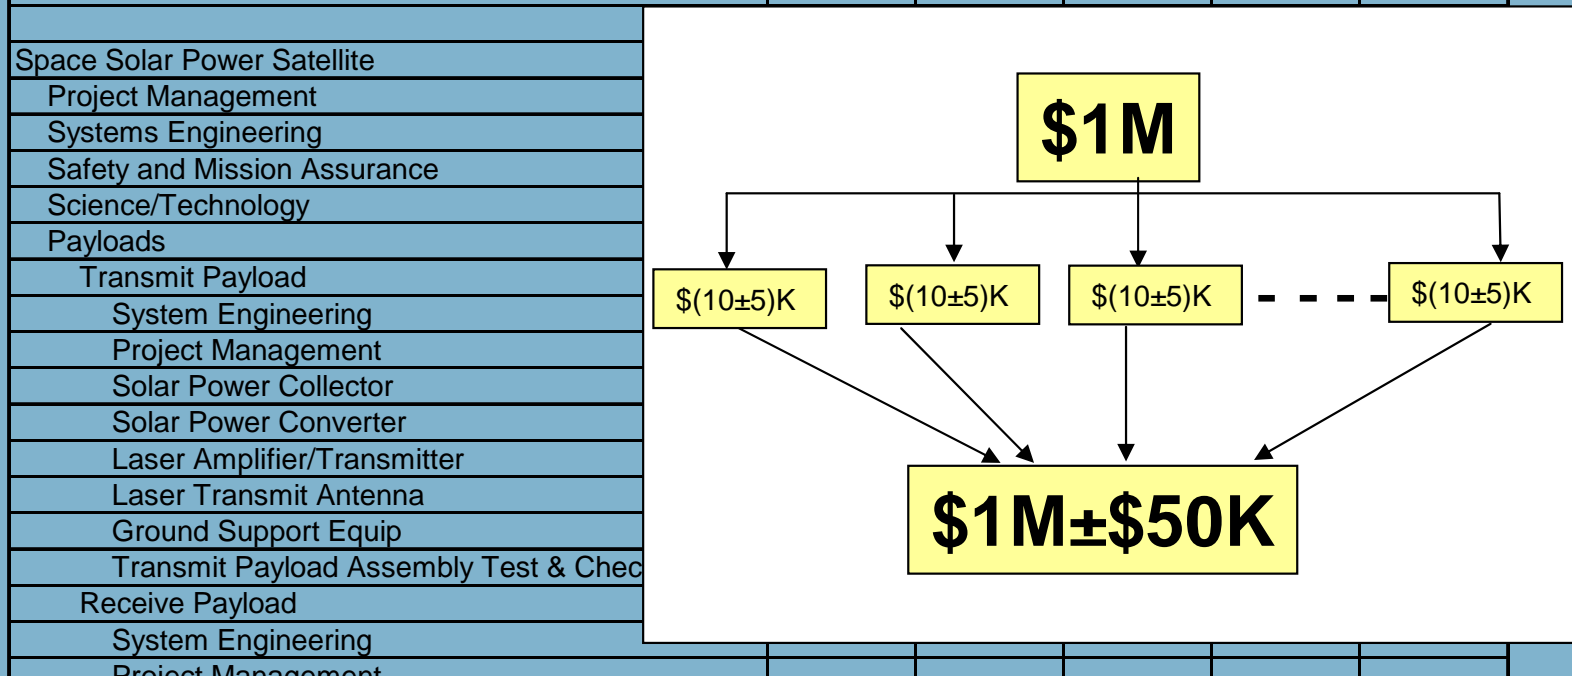 Space Solar Power Satellite
Project Management
Systems Engineering
Safety and Mission Assurance
Science/Technology
Payloads
Transmit Payload
System Engineering
Project Management
Solar Power Collector
Solar Power Converter
Laser Amplifier/Transmitter
Laser Transmit Antenna
Ground Support Equip
Transmit Payload Assembly Test & Chec
Receive Payload
System Engineering
Project Management
$1M
$(10±5)K
$(10±5)K
$(10±5)K
$(10±5)K
$1M±$50K